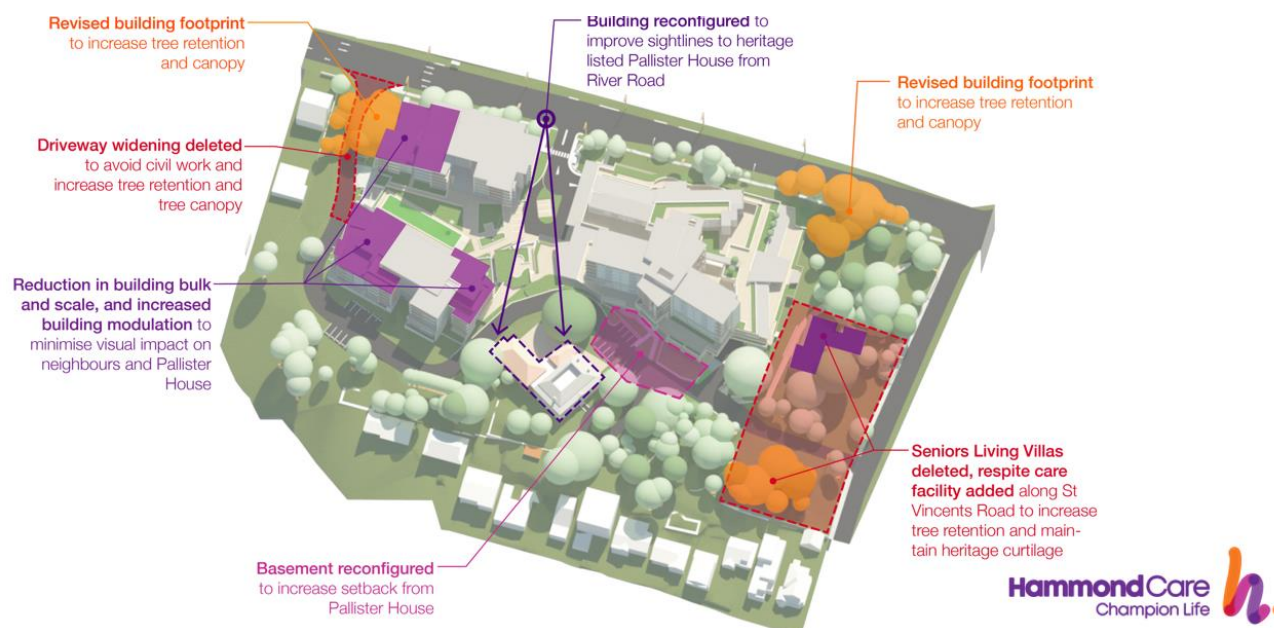 Revised building footprint
to increase tree retention
and canopy
Building reconfigured to
improve sightlines to heritage
listed Pallister House from
River Road
Revised building footprint
to increase tree retention
and canopy
Driveway widening deleted
to avoid civil work and
increase tree retention and
tree canopy
Reduction in building bulk
and scale, and increased
building modulation to
minimise visual impact on
neighbours and Pallister
House
Seniors Living Villas
deleted, respite care
facility added along St
Vincents Road to increase
tree retention and main-
tain heritage curtilage
Basement reconfigured
to increase setback from
Pallister House
HammondCare
Champion Life